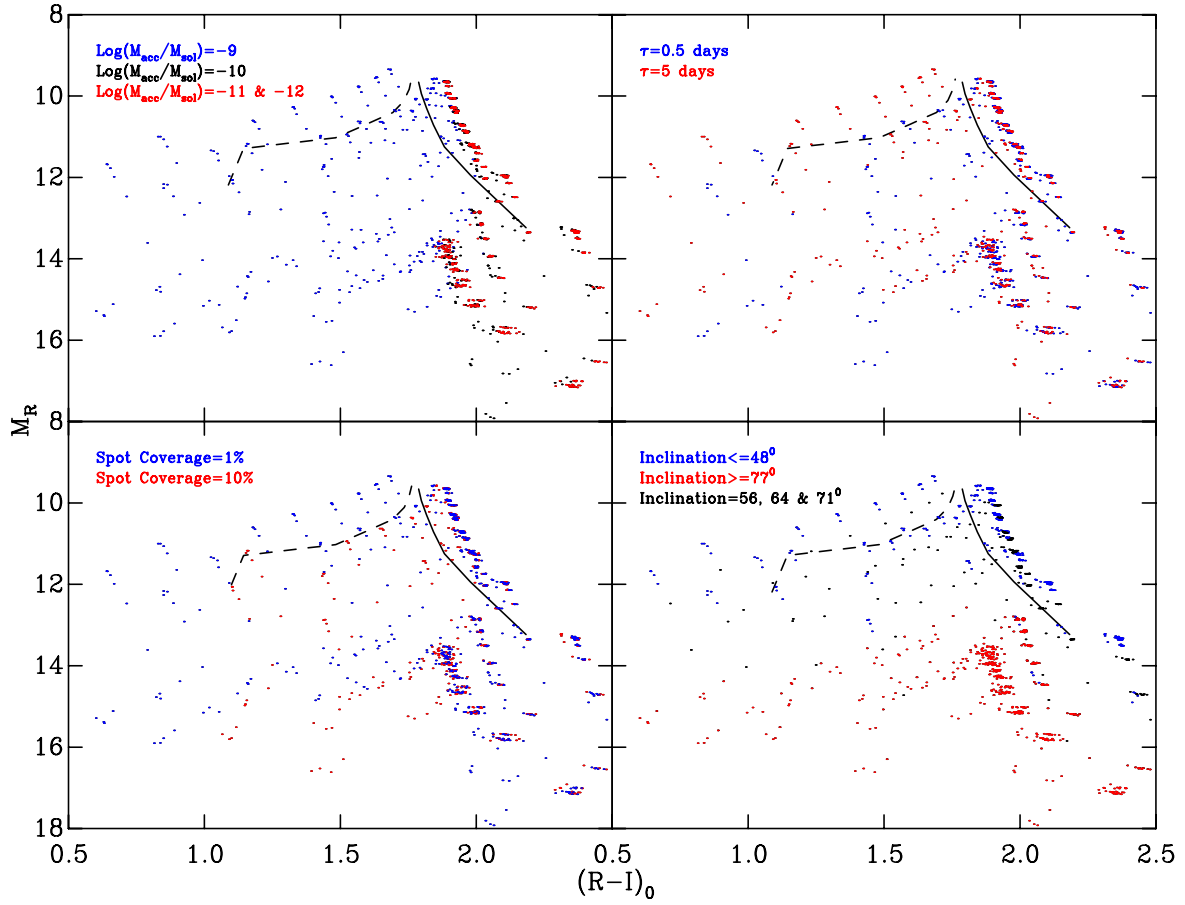 8
10
12
14
16
8
10
12
14
16
18
M_R
Log(M_acc/M_sol)=-9
Log(M_acc/M_sol)=-10
Log(M_acc/M_sol)=-11 & -12
τ=0.5 days
τ=5 days
Spot Coverage=1%
Spot Coverage=10%
Inclination<=48⁰
Inclination>=77⁰
Inclination=56, 64 & 71⁰
0.5 1.0 1.5 2.0 0.5 1.0 1.5 2.0 2.5
(R-I)₀